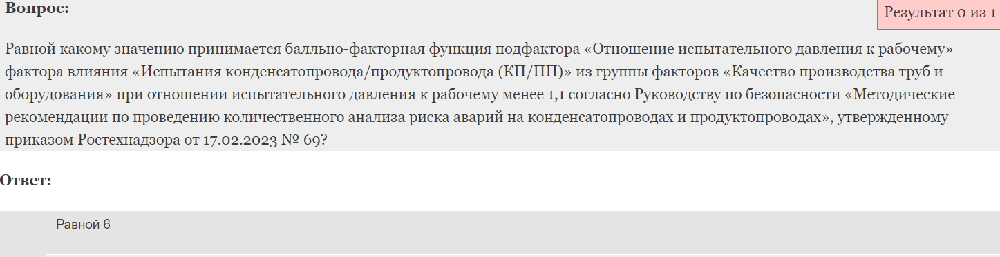 Вопрос:
Результат 0 из 1
Равной какому значению принимается балльно-факторная функция подфактора «Отношение испытательного давления к рабочему»
фактора влияния «Испытания конденсатопровода/продуктопровода (КП/ПП)» из группы факторов «Качество производства труб и
оборудования» при отношении испытательного давления к рабочему менее 1,1 согласно Руководству по безопасности «Методические
рекомендации по проведению количественного анализа риска аварий на конденсатопроводах и продуктопроводах», утвержденному
приказом Ростехнадзора от 17.02.2023 № 69?
Ответ:
Равной 6